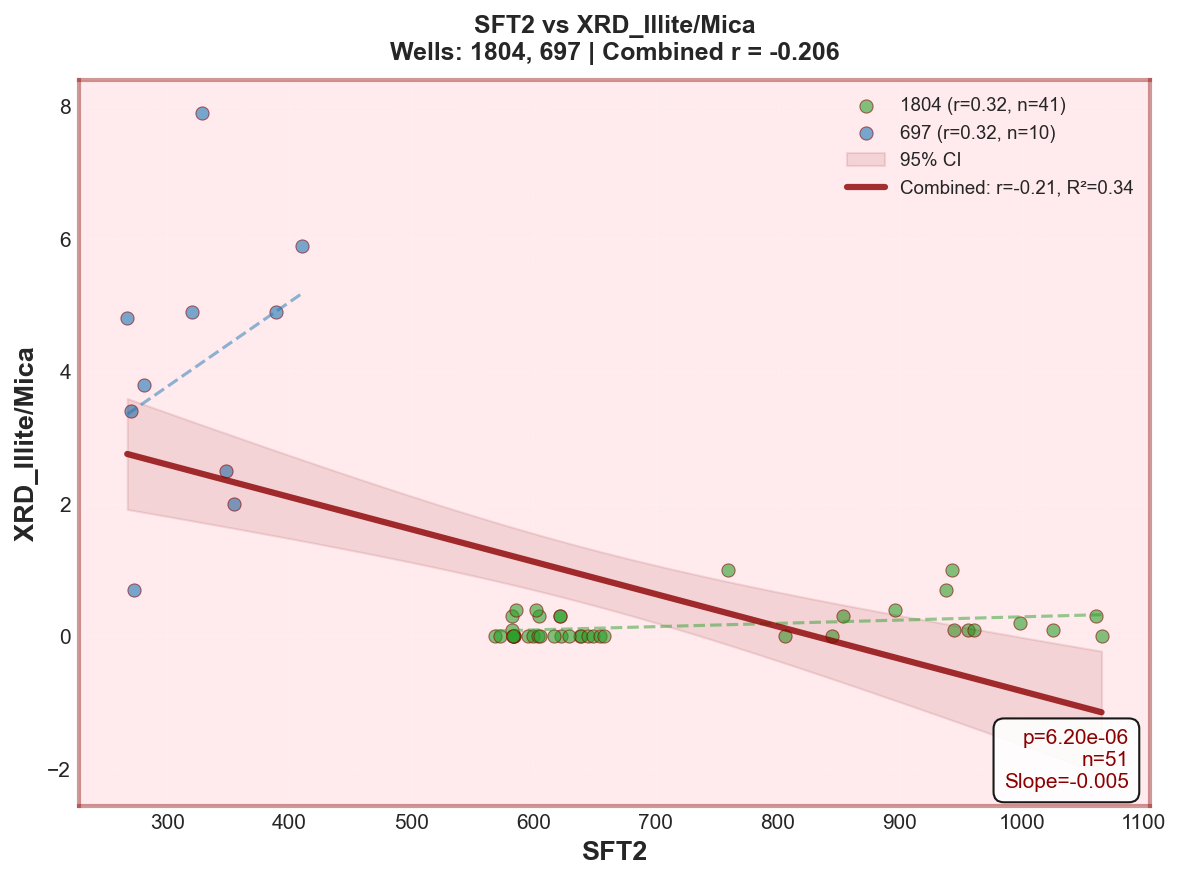 SFT2 vs XRD_Illite/Mica
Wells: 1804, 697 | Combined r = -0.206
1804 (r=0.32, n=41)
697 (r=0.32, n=10)
95% CI
Combined: r=-0.21, R²=0.34
XRD_Illite/Mica
8
6
4
2
0
−2
p=6.20e-06
n=51
Slope=-0.005
300 400 500 600 700 800 900 1000 1100
SFT2